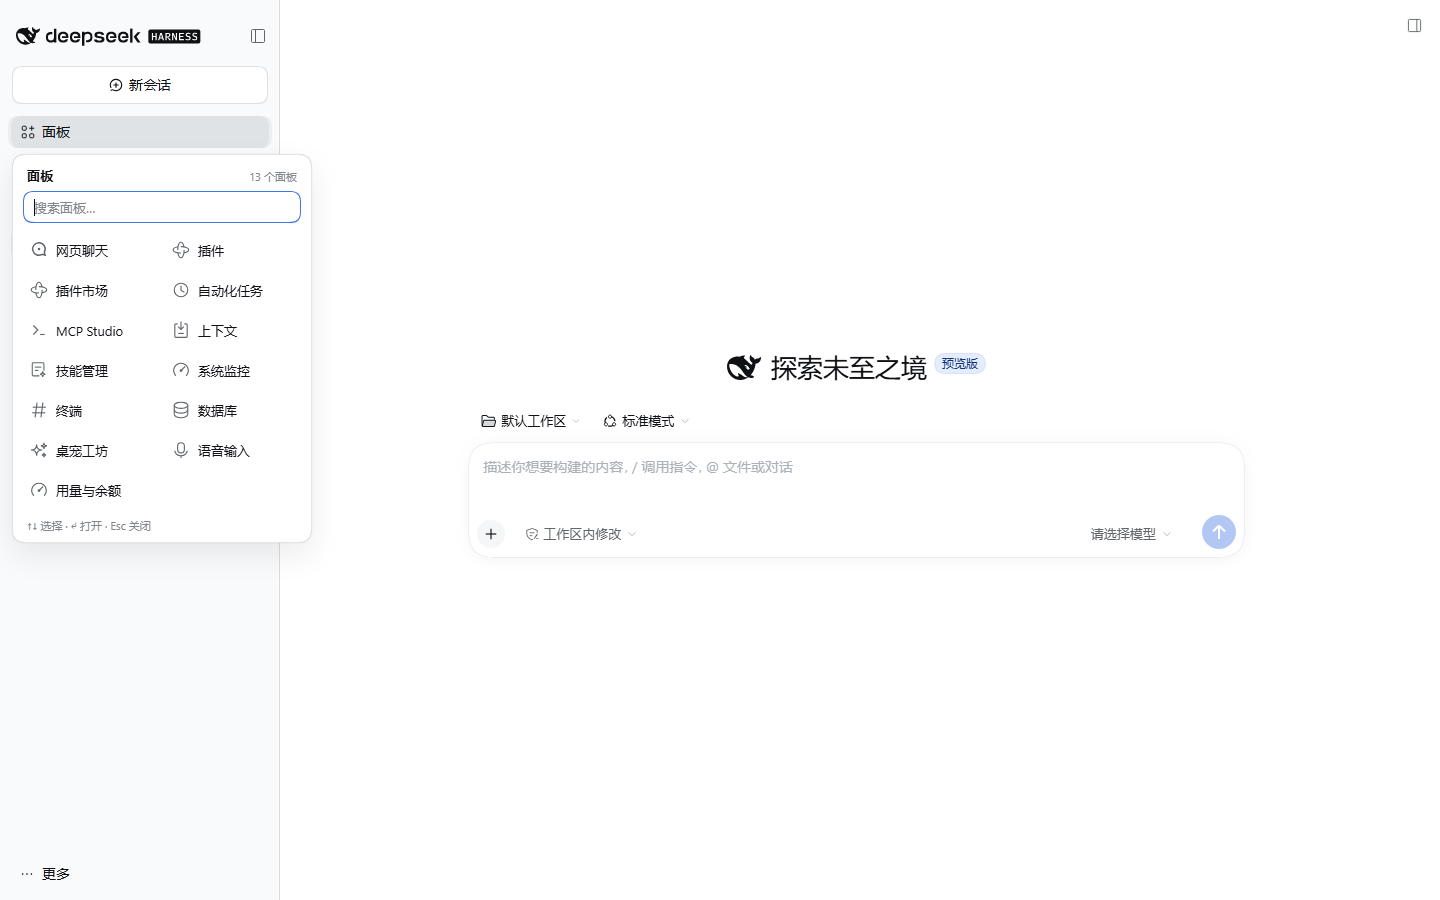 deepseek HARNESS
新会话
面板
面板
13 个面板
搜索面板...
网页聊天
插件
插件市场
自动化任务
MCP Studio
上下文
技能管理
系统监控
终端
数据库
桌宠工坊
语音输入
用量与余额
↑↓ 选择 · ↵ 打开 · Esc 关闭
更多
探索未至之境
预览版
默认工作区
标准模式
描述你想要构建的内容, / 调用指令, @ 文件或对话
工作区内修改
请选择模型